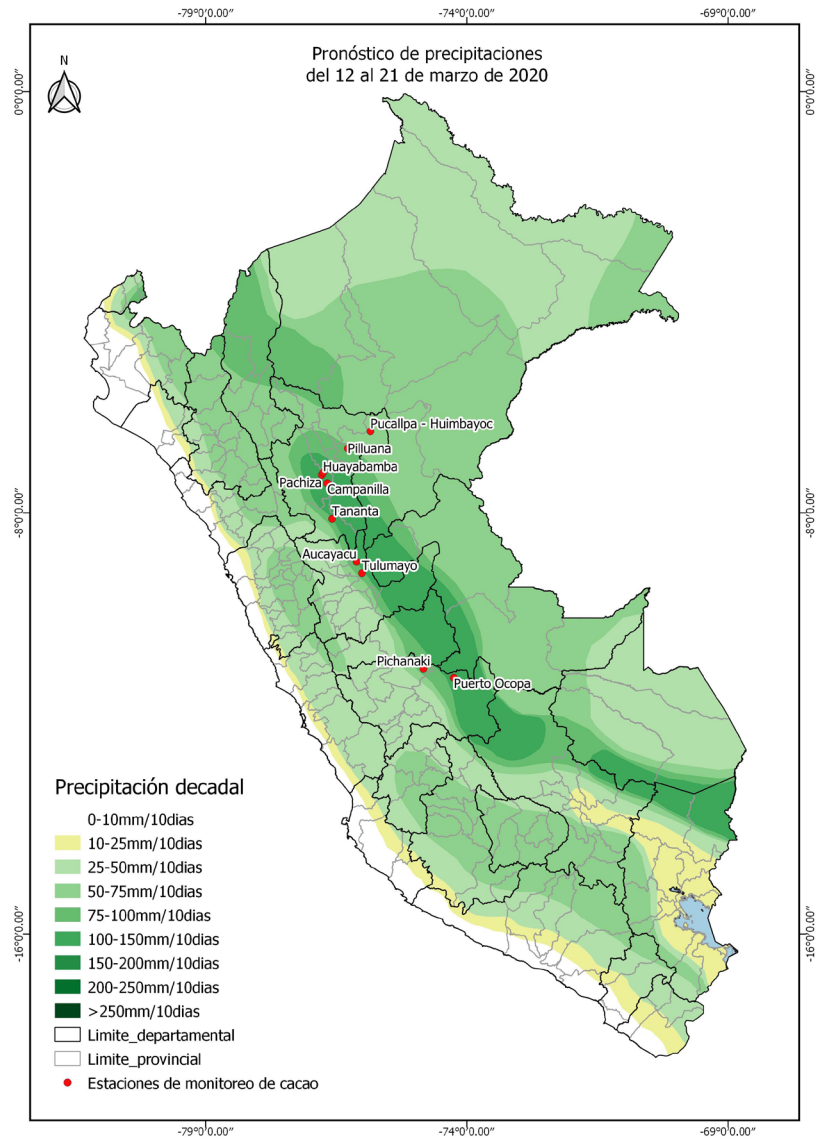 -79°0'0.00"
-74°0'0.00"
-69°0'0.00"
Pronóstico de precipitaciones
del 12 al 21 de marzo de 2020
N
0°0'0.00"
0°0'0.00"
Pucallpa - Huimbayoc
Pilluana
Huayabamba
Pachiza
Campanilla
Tananta
-8°0'0.00"
-8°0'0.00"
Aucayacu
Tulumayo
Pichanaki
Puerto Ocopa
Precipitación decadal
0-10mm/10dias
10-25mm/10dias
25-50mm/10dias
50-75mm/10dias
75-100mm/10dias
100-150mm/10dias
150-200mm/10dias
200-250mm/10dias
>250mm/10dias
Limite_departamental
Limite_provincial
Estaciones de monitoreo de cacao
-16°0'0.00"
-16°0'0.00"
-79°0'0.00"
-74°0'0.00"
-69°0'0.00"